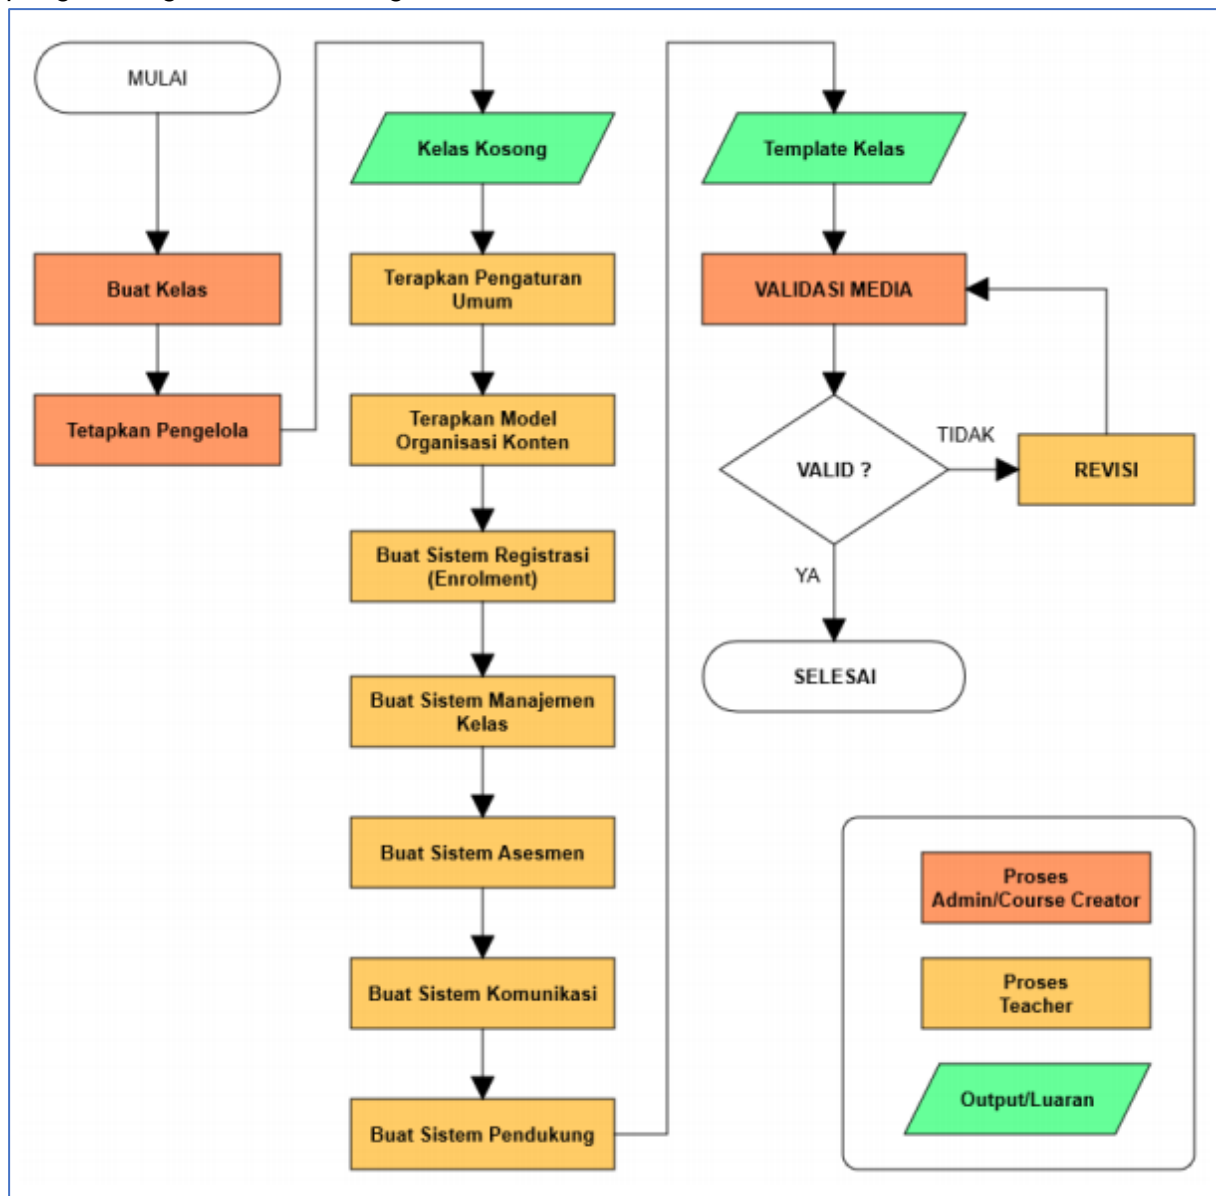 MULAI
Buat Kelas
Tetapkan Pengelola
Kelas Kosong
Terapkan Pengaturan
Umum
Terapkan Model
Organisasi Konten
Buat Sistem Registrasi
(Enrolment)
Buat Sistem Manajemen
Kelas
Buat Sistem Asesmen
Buat Sistem Komunikasi
Buat Sistem Pendukung
Template Kelas
VALIDASI MEDIA
VALID ?
TIDAK
REVISI
YA
SELESAI
Proses
Admin/Course Creator
Proses
Teacher
Output/Luaran